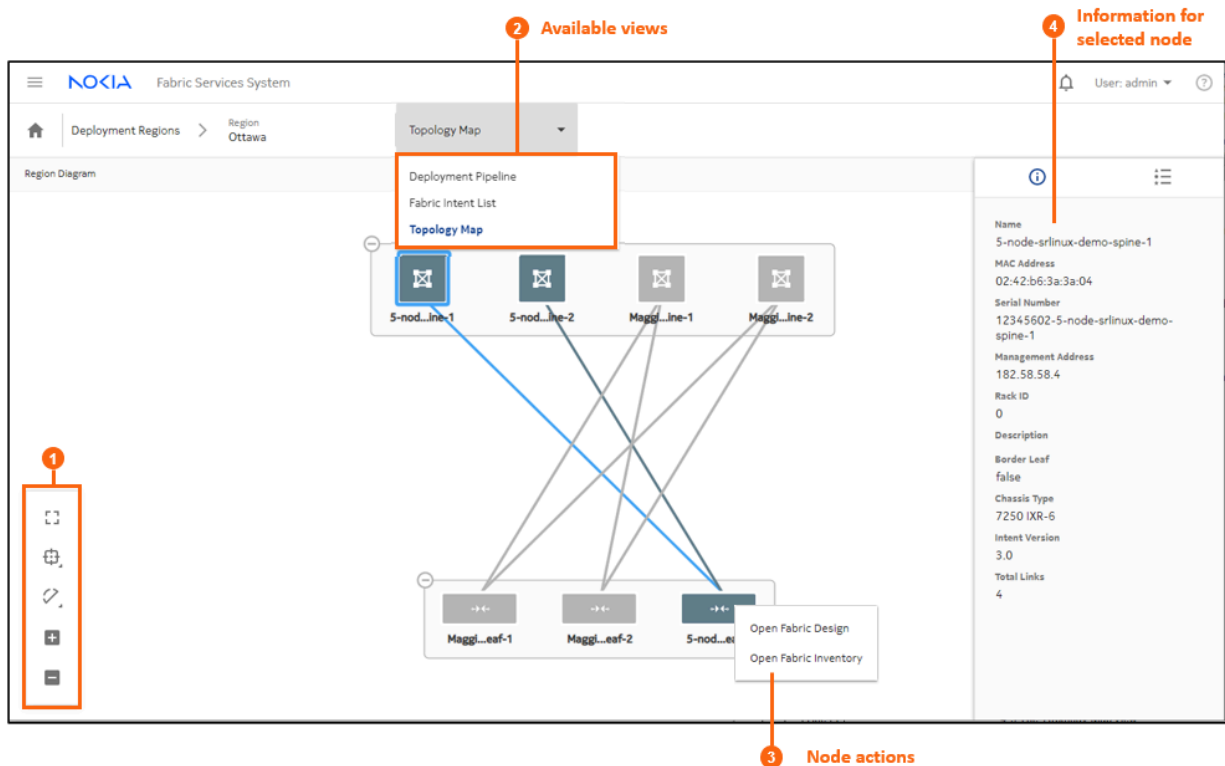 2 Available views
4 Information for
selected node
NOKIA Fabric Services System
User: admin
?
Deployment Regions
Region
Ottawa
Topology Map
Region Diagram
Deployment Pipeline
Fabric Intent List
Topology Map
5-nod...ine-1
5-nod...ine-2
Maggi...ine-1
Maggi...ine-2
Name
5-node-srlinux-demo-spine-1
MAC Address
02:42:b6:3a:3a:04
Serial Number
12345602-5-node-srlinux-demo-
spine-1
Management Address
182.58.58.4
Rack ID
0
Description
Border Leaf
false
Chassis Type
7250 IXR-6
Intent Version
3.0
Total Links
4
1
Maggi...eaf-1
Maggi...eaf-2
Open Fabric Design
Open Fabric Inventory
3 Node actions